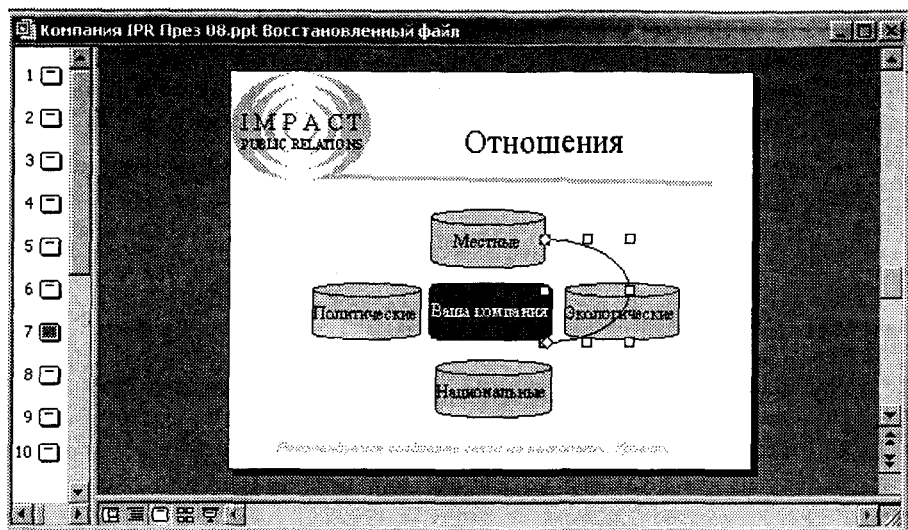 Компания IPR През 08.ppt Восстановленный файл
1
2
3
4
5
6
7
8
9
10
IMPACT
PUBLIC RELATIONS
Отношения
Местные
Политические
Ваша компания
Экологические
Национальные